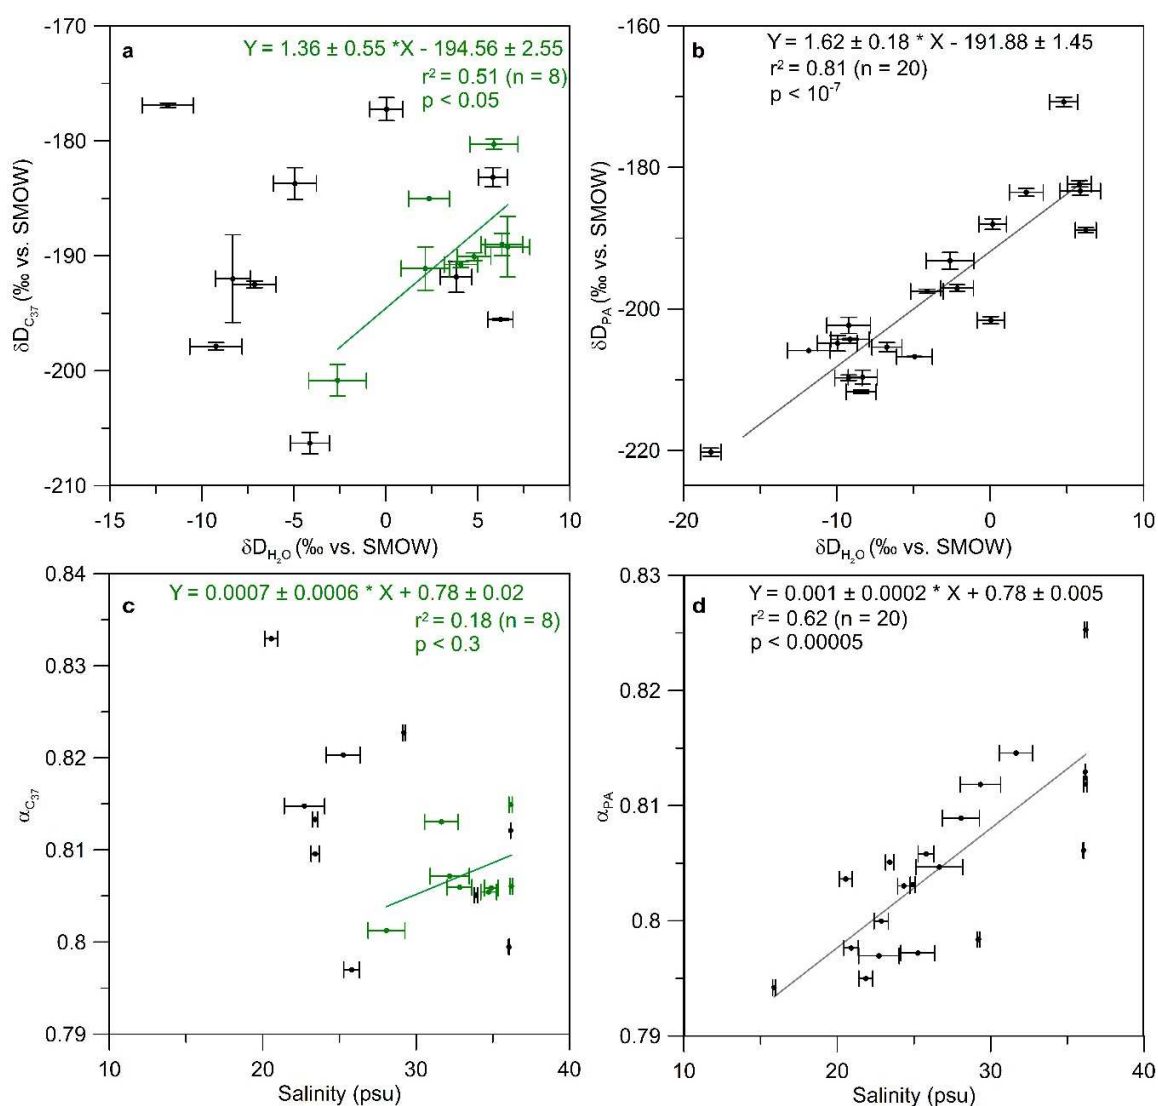 a
Y = 1.36 ± 0.55 *X - 194.56 ± 2.55
r² = 0.51 (n = 8)
p < 0.05
-170
-180
-190
-200
-210
δD_C₃₇ (‰ vs. SMOW)
-15
-10
-5
0
5
10
δD_H₂O (‰ vs. SMOW)
b
Y = 1.62 ± 0.18 * X - 191.88 ± 1.45
r² = 0.81 (n = 20)
p < 10⁻⁷
-160
-170
-180
-190
-200
-210
-220
δD_PA (‰ vs. SMOW)
-20
-10
0
10
δD_H₂O (‰ vs. SMOW)
c
Y = 0.0007 ± 0.0006 * X + 0.78 ± 0.02
r² = 0.18 (n = 8)
p < 0.3
0.84
0.83
0.82
0.81
0.8
0.79
α_C₃₇
10
20
30
40
Salinity (psu)
d
Y = 0.001 ± 0.0002 * X + 0.78 ± 0.005
r² = 0.62 (n = 20)
p < 0.00005
0.83
0.82
0.81
0.8
0.79
α_PA
10
20
30
40
Salinity (psu)